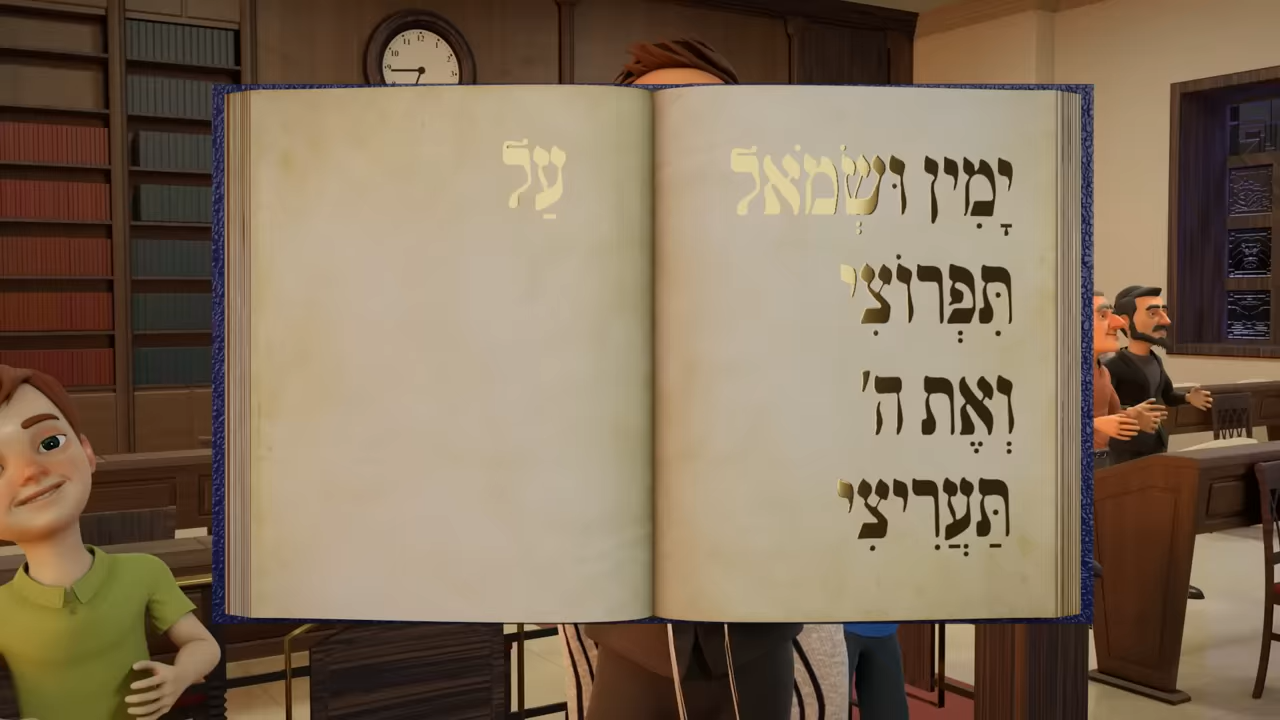 יָמִין וּשְׂמֹאל
תִּפְרוֹצִי
וְאֶת ה'
תַּעֲרִיצִי
עַל